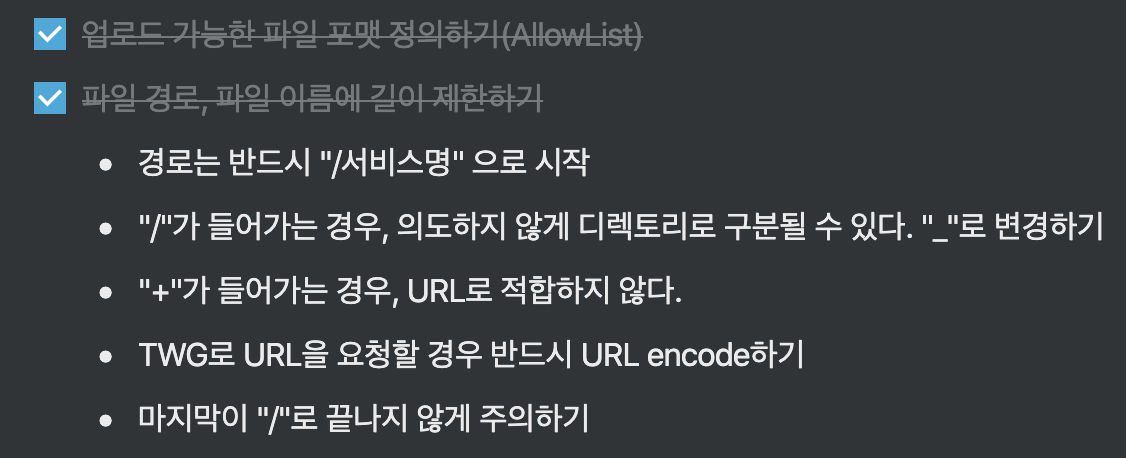 업로드 가능한 파일 포맷 정의하기(AllowList)
파일 경로, 파일 이름에 길이 제한하기
경로는 반드시 "/서비스명" 으로 시작
"/"가 들어가는 경우, 의도하지 않게 디렉토리로 구분될 수 있다. "_"로 변경하기
"+"가 들어가는 경우, URL로 적합하지 않다.
TWG로 URL을 요청할 경우 반드시 URL encode하기
마지막이 "/"로 끝나지 않게 주의하기